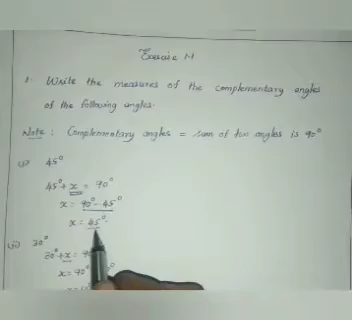 Exercise 14
1. Write the measures of the complementary angles
of the following angles.
Note : Complementary angles = sum of two angles is 90°
(i) 45°
45° + x = 90°
x = 90° - 45°
x = 45°
(ii) 30°
30° + x =
x = 90°